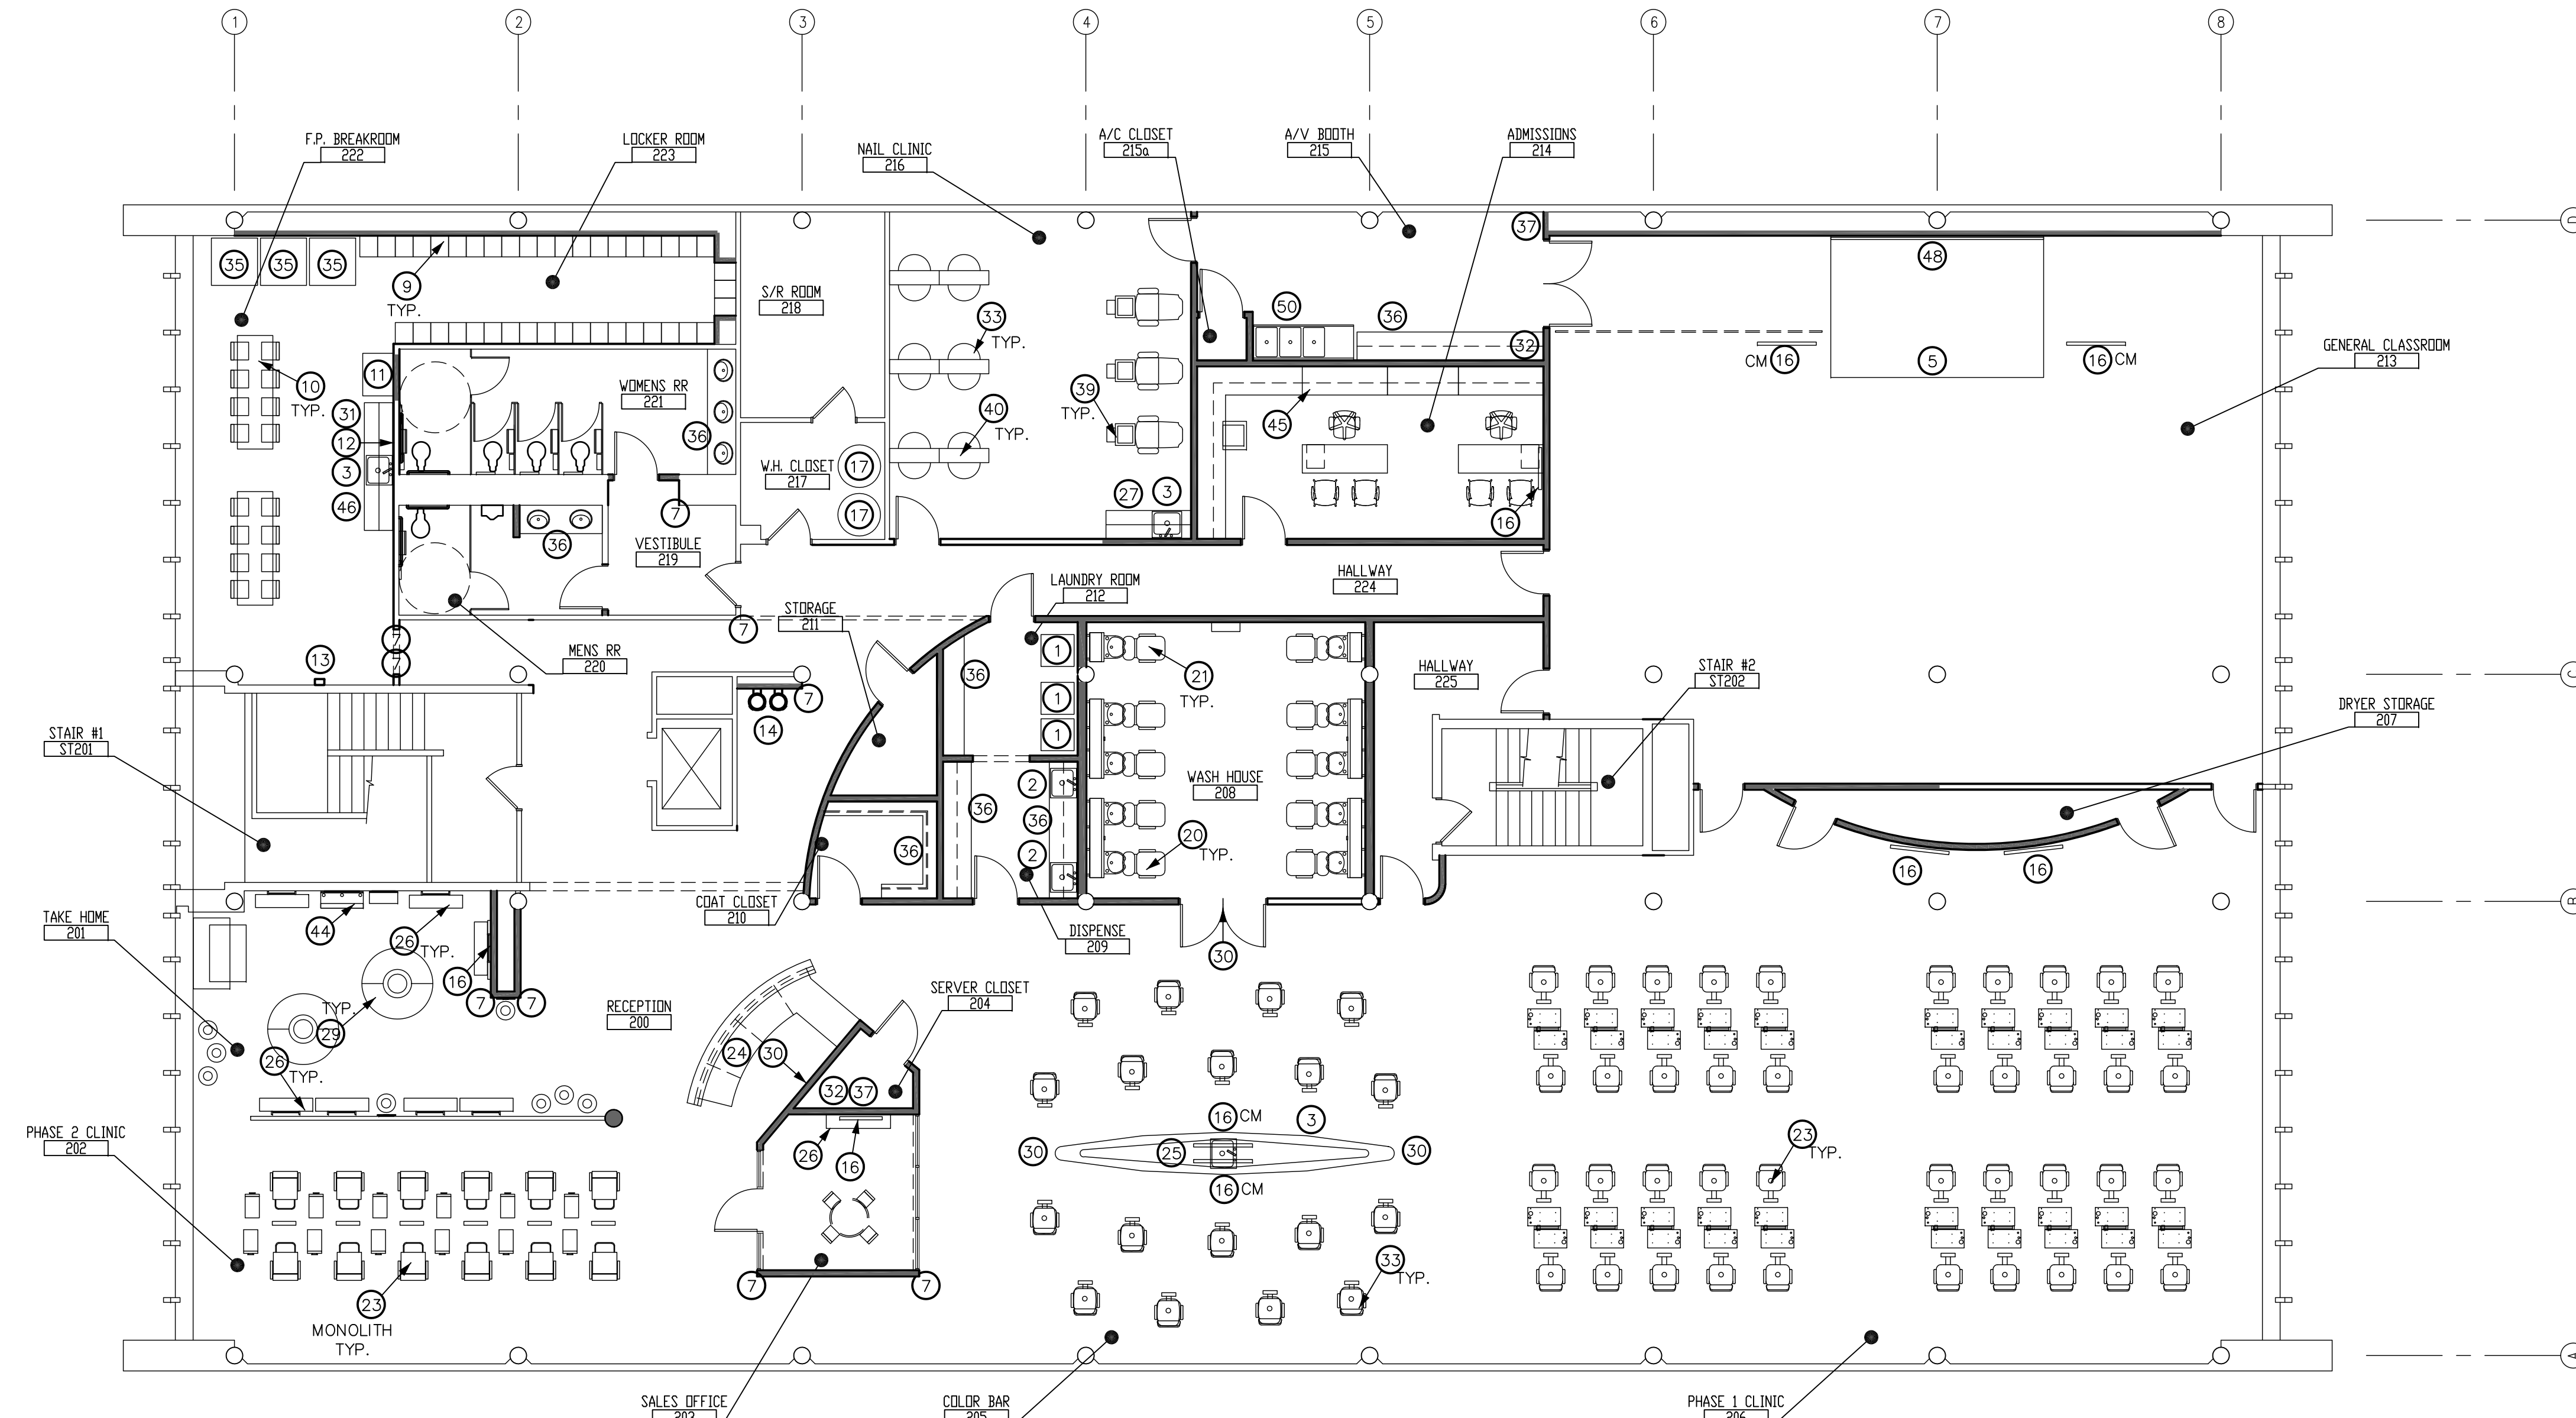 1 2 3 4 5 6 7 8
F.P. BREAKROOM
222
LOCKER ROOM
223
NAIL CLINIC
216
A/C CLOSET
215a
A/V BOOTH
215
ADMISSIONS
214
D
37
48
35 35 35
9
TYP.
S/R ROOM
218
33
TYP.
50
36
32
CM 16
5
16 CM
GENERAL CLASSROOM
213
10
TYP.
11
31
12
3
46
WOMENS RR
221
36
39
TYP.
40
TYP.
45
W.H. CLOSET
217
17
17
27
3
16
7
36
VESTIBULE
219
HALLWAY
224
LAUNDRY ROOM
212
STORAGE
211
7
7
7
13
MENS RR
220
1
1
1
36
21
TYP.
HALLWAY
225
STAIR #2
ST202
C
7
14
STAIR #1
ST201
DRYER STORAGE
207
WASH HOUSE
208
2
36
36
2
36
20
TYP.
16
16
COAT CLOSET
210
DISPENSE
209
B
TAKE HOME
201
44
26
TYP.
16
7
7
30
TYP.
29
RECEPTION
200
SERVER CLOSET
204
26
TYP.
24
30
32
37
PHASE 2 CLINIC
202
26
16
16 CM
3
30
25
30
16 CM
23
TYP.
33
TYP.
7
7
23
MONOLITH
TYP.
A
SALES OFFICE
203
COLOR BAR
205
PHASE 1 CLINIC
206